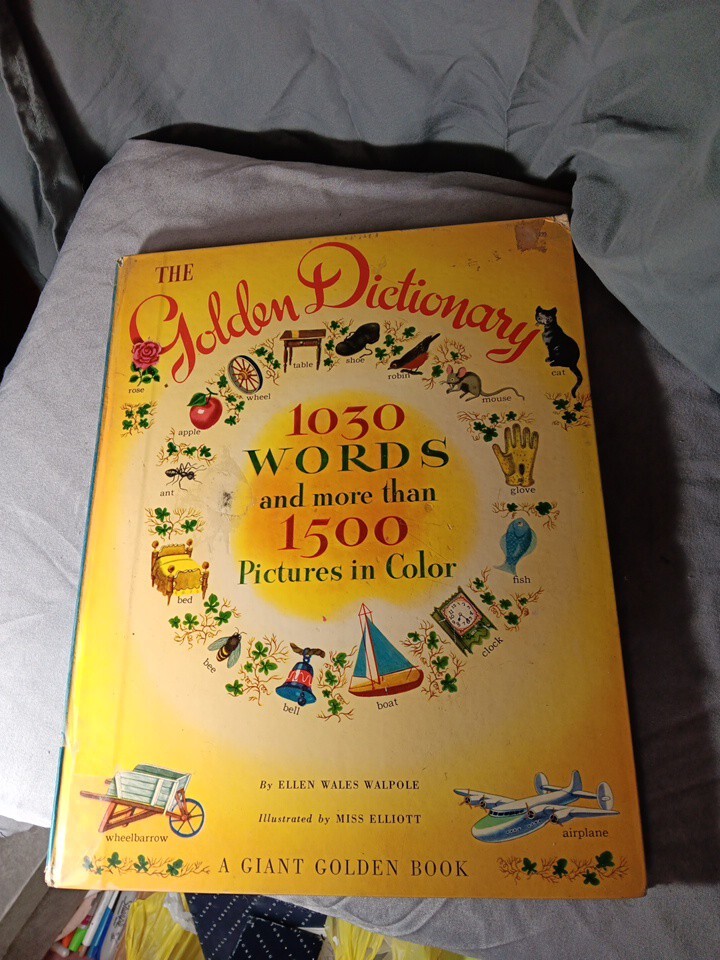 THE
Golden Dictionary
rose
apple
wheel
table
shoe
robin
mouse
cat
1030
WORDS
and more than
1500
Pictures in Color
ant
glove
bed
fish
bee
clock
bell
boat
By ELLEN WALES WALPOLE
Illustrated by MISS ELLIOTT
wheelbarrow
airplane
A GIANT GOLDEN BOOK